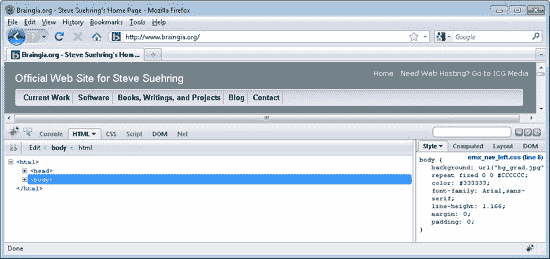 Braingia.org - Steve Suehring's Home Page - Mozilla Firefox
File Edit View History Bookmarks Tools Help
http://www.braingia.org/
Google
Braingia.org - Steve Suehring's Hom...
Home Need Web Hosting? Go to ICG Media
Official Web Site for Steve Suehring
Current Work Software Books, Writings, and Projects Blog Contact
Console HTML CSS Script DOM Net
Edit body < html
<html>
<head>
<body>
</html>
Style Computed Layout DOM
emx_nav_left.css (line 8)
body {
background: url("bg_grad.jpg"
repeat fixed 0 0 #CCCCCC;
color: #333333;
font-family: Arial,sans-
serif;
line-height: 1.166;
margin: 0;
padding: 0;
}
Done